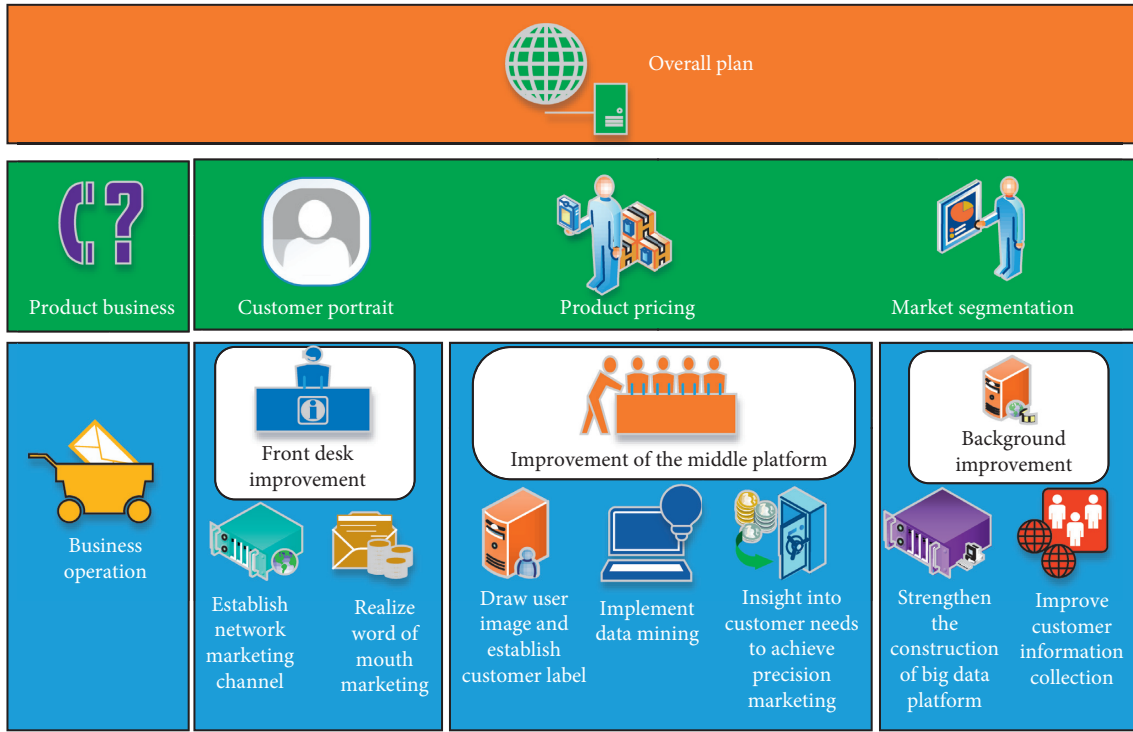 Overall plan
Product business
Customer portrait
Product pricing
Market segmentation
Business
operation
Front desk
improvement
Establish
network
marketing
channel
Realize
word of
mouth
marketing
Improvement of the middle platform
Draw user
image and
establish
customer label
Implement
data mining
Insight into
customer needs
to achieve
precision
marketing
Background
improvement
Strengthen
the
construction
of big data
platform
Improve
customer
information
collection